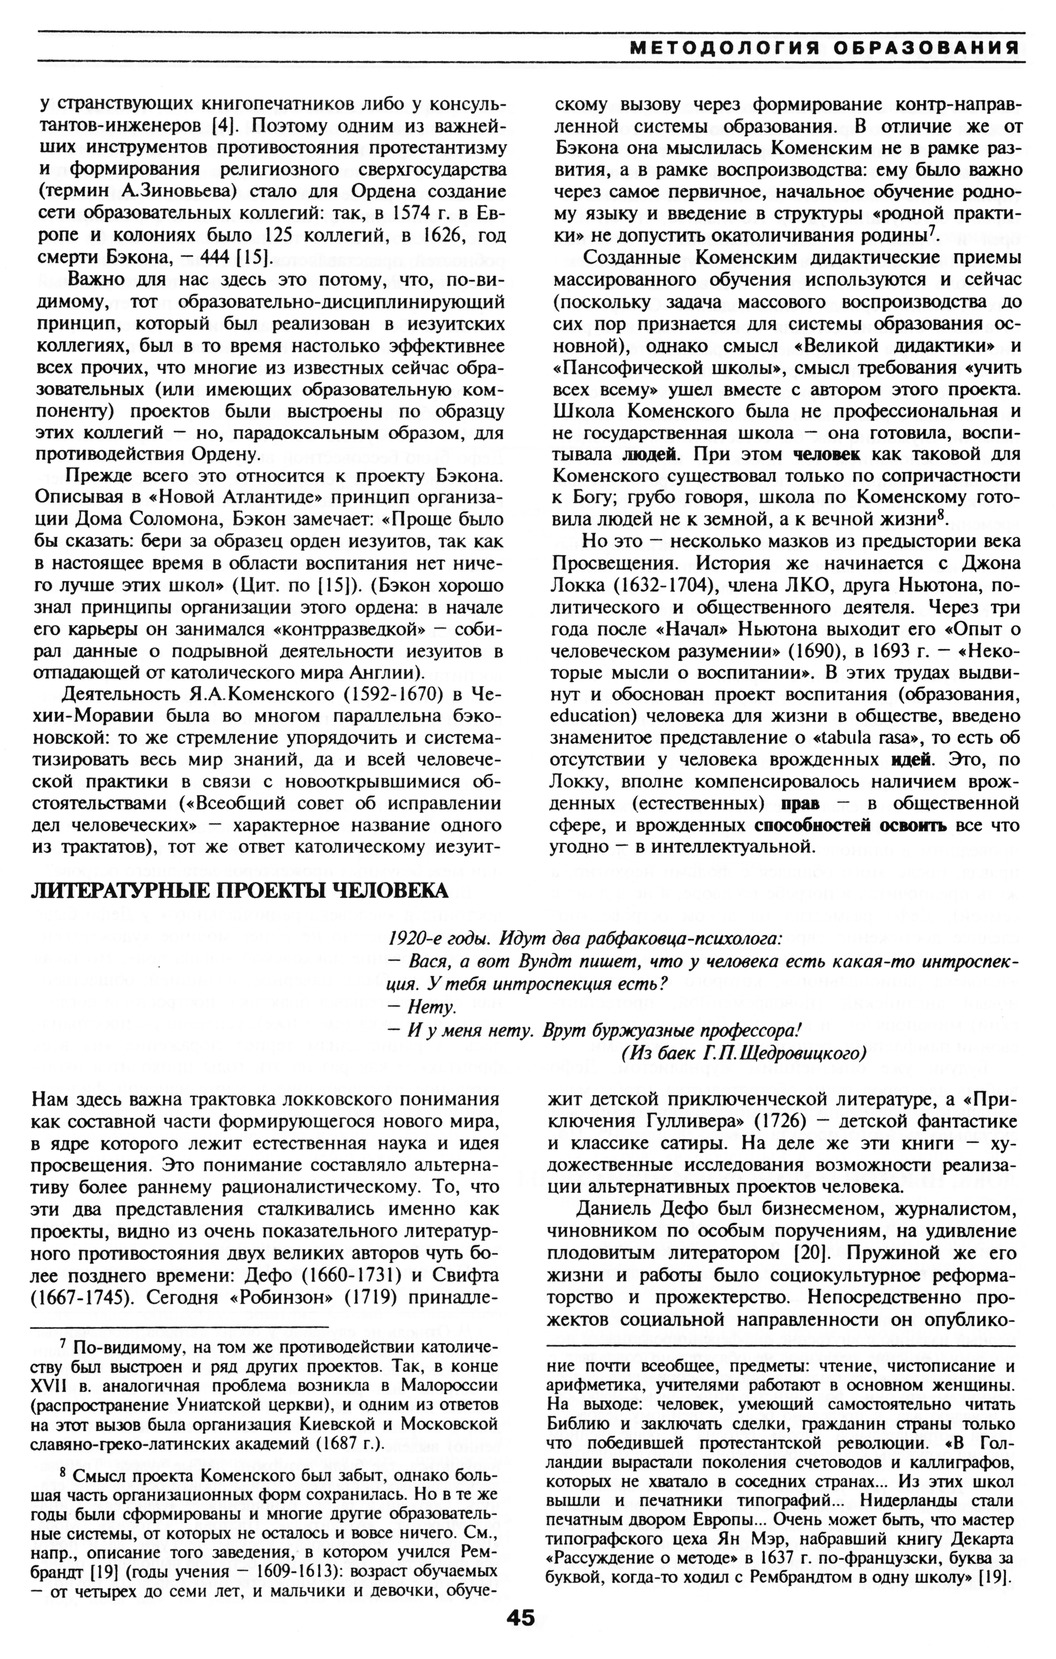 МЕТОДОЛОГИЯ ОБРАЗОВАНИЯ
у странствующих книгопечатников либо у консуль-
тантов-инженеров [4]. Поэтому одним из важней-
ших инструментов противостояния протестантизму
и формирования религиозного сверхгосударства
(термин А.Зиновьева) стало для Ордена создание
сети образовательных коллегий: так, в 1574 г. в Ев-
ропе и колониях было 125 коллегий, в 1626, год
смерти Бэкона, — 444 [15].
Важно для нас здесь это потому, что, по-ви-
димому, тот образовательно-дисциплинирующий
принцип, который был реализован в иезуитских
коллегиях, был в то время настолько эффективнее
всех прочих, что многие из известных сейчас обра-
зовательных (или имеющих образовательную ком-
поненту) проектов были выстроены по образцу
этих коллегий — но, парадоксальным образом, для
противодействия Ордену.
Прежде всего это относится к проекту Бэкона.
Описывая в «Новой Атлантиде» принцип организа-
ции Дома Соломона, Бэкон замечает: «Проще было
бы сказать: бери за образец орден иезуитов, так как
в настоящее время в области воспитания нет ниче-
го лучше этих школ» (Цит. по [15]). (Бэкон хорошо
знал принципы организации этого ордена: в начале
его карьеры он занимался «контрразведкой» — соби-
рал данные о подрывной деятельности иезуитов в
отпадающей от католического мира Англии).
Деятельность Я.А.Коменского (1592-1670) в Че-
хии-Моравии была во многом параллельна бэко-
новской: то же стремление упорядочить и система-
тизировать весь мир знаний, да и всей человече-
ской практики в связи с новооткрывшимися об-
стоятельствами («Всеобщий совет об исправлении
дел человеческих» — характерное название одного
из трактатов), тот же ответ католическому иезуит-
скому вызову через формирование контр-направ-
ленной системы образования. В отличие же от
Бэкона она мыслилась Коменским не в рамке раз-
вития, а в рамке воспроизводства: ему было важно
через самое первичное, начальное обучение родно-
му языку и введение в структуры «родной практи-
ки» не допустить окатоличивания родины⁷.
Созданные Коменским дидактические приемы
массированного обучения используются и сейчас
(поскольку задача массового воспроизводства до
сих пор признается для системы образования ос-
новной), однако смысл «Великой дидактики» и
«Пансофической школы», смысл требования «учить
всех всему» ушел вместе с автором этого проекта.
Школа Коменского была не профессиональная и
не государственная школа — она готовила, воспи-
тывала людей. При этом человек как таковой для
Коменского существовал только по сопричастности
к Богу; грубо говоря, школа по Коменскому гото-
вила людей не к земной, а к вечной жизни⁸.
Но это — несколько мазков из предыстории века
Просвещения. История же начинается с Джона
Локка (1632-1704), члена ЛКО, друга Ньютона, по-
литического и общественного деятеля. Через три
года после «Начал» Ньютона выходит его «Опыт о
человеческом разумении» (1690), в 1693 г. — «Неко-
торые мысли о воспитании». В этих трудах выдви-
нут и обоснован проект воспитания (образования,
education) человека для жизни в обществе, введено
знаменитое представление о «tabula rasa», то есть об
отсутствии у человека врожденных идей. Это, по
Локку, вполне компенсировалось наличием врож-
денных (естественных) прав — в общественной
сфере, и врожденных способностей освоить все что
угодно — в интеллектуальной.
ЛИТЕРАТУРНЫЕ ПРОЕКТЫ ЧЕЛОВЕКА
1920-е годы. Идут два рабфаковца-психолога:
— Вася, а вот Вундт пишет, что у человека есть какая-то интроспек-
ция. У тебя интроспекция есть?
— Нету.
— И у меня нету. Врут буржуазные профессора!
(Из баек Г.П.Щедровицкого)
Нам здесь важна трактовка локковского понимания
как составной части формирующегося нового мира,
в ядре которого лежит естественная наука и идея
просвещения. Это понимание составляло альтерна-
тиву более раннему рационалистическому. То, что
эти два представления сталкивались именно как
проекты, видно из очень показательного литератур-
ного противостояния двух великих авторов чуть бо-
лее позднего времени: Дефо (1660-1731) и Свифта
(1667-1745). Сегодня «Робинзон» (1719) принадле-
жит детской приключенческой литературе, а «При-
ключения Гулливера» (1726) — детской фантастике
и классике сатиры. На деле же эти книги — ху-
дожественные исследования возможности реализа-
ции альтернативных проектов человека.
Даниель Дефо был бизнесменом, журналистом,
чиновником по особым поручениям, на удивление
плодовитым литератором [20]. Пружиной же его
жизни и работы было социокультурное реформа-
торство и прожектерство. Непосредственно про-
жектов социальной направленности он опублико-
⁷ По-видимому, на том же противодействии католиче-
ству был выстроен и ряд других проектов. Так, в конце
XVII в. аналогичная проблема возникла в Малороссии
(распространение Униатской церкви), и одним из ответов
на этот вызов была организация Киевской и Московской
славяно-греко-латинских академий (1687 г.).
⁸ Смысл проекта Коменского был забыт, однако боль-
шая часть организационных форм сохранилась. Но в те же
годы были сформированы и многие другие образователь-
ные системы, от которых не осталось и вовсе ничего. См.,
напр., описание того заведения, в котором учился Рем-
брандт [19] (годы учения — 1609-1613): возраст обучаемых
— от четырех до семи лет, и мальчики и девочки, обуче-
ние почти всеобщее, предметы: чтение, чистописание и
арифметика, учителями работают в основном женщины.
На выходе: человек, умеющий самостоятельно читать
Библию и заключать сделки, гражданин страны только
что победившей протестантской революции. «В Гол-
ландии вырастали поколения счетоводов и каллиграфов,
которых не хватало в соседних странах... Из этих школ
вышли и печатники типографий... Нидерланды стали
печатным двором Европы... Очень может быть, что мастер
типографского цеха Ян Мэр, набравший книгу Декарта
«Рассуждение о методе» в 1637 г. по-французски, буква за
буквой, когда-то ходил с Рембрандтом в одну школу» [19].
45